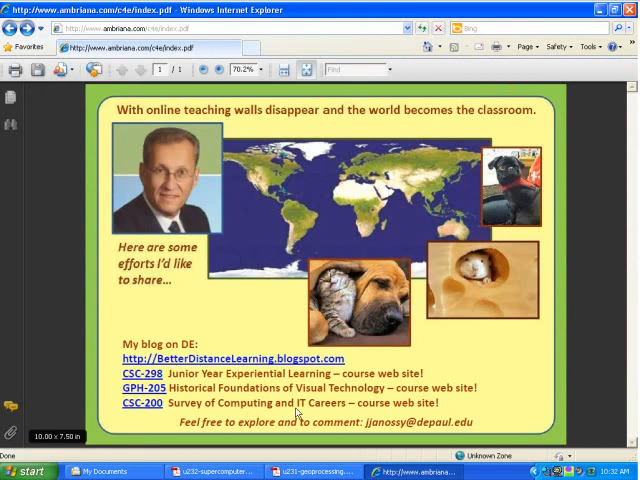 http://www.ambriana.com/c4e/index.pdf - Windows Internet Explorer
http://www.ambriana.com/c4e/index.pdf
Bing
Favorites
http://www.ambriana.com/c4e/index.pdf
Page
Safety
Tools
1 / 1
70.2%
Find
With online teaching walls disappear and the world becomes the classroom.
Here are some
efforts I'd like
to share...
My blog on DE:
http://BetterDistanceLearning.blogspot.com
CSC-298 Junior Year Experiential Learning – course web site!
GPH-205 Historical Foundations of Visual Technology – course web site!
CSC-200 Survey of Computing and IT Careers – course web site!
Feel free to explore and to comment: jjanossy@depaul.edu
10.00 x 7.50 in
Done
Unknown Zone
start
My Documents
u232-supercomputer...
u231-geoprocessing....
http://www.ambriana...
10:32 AM